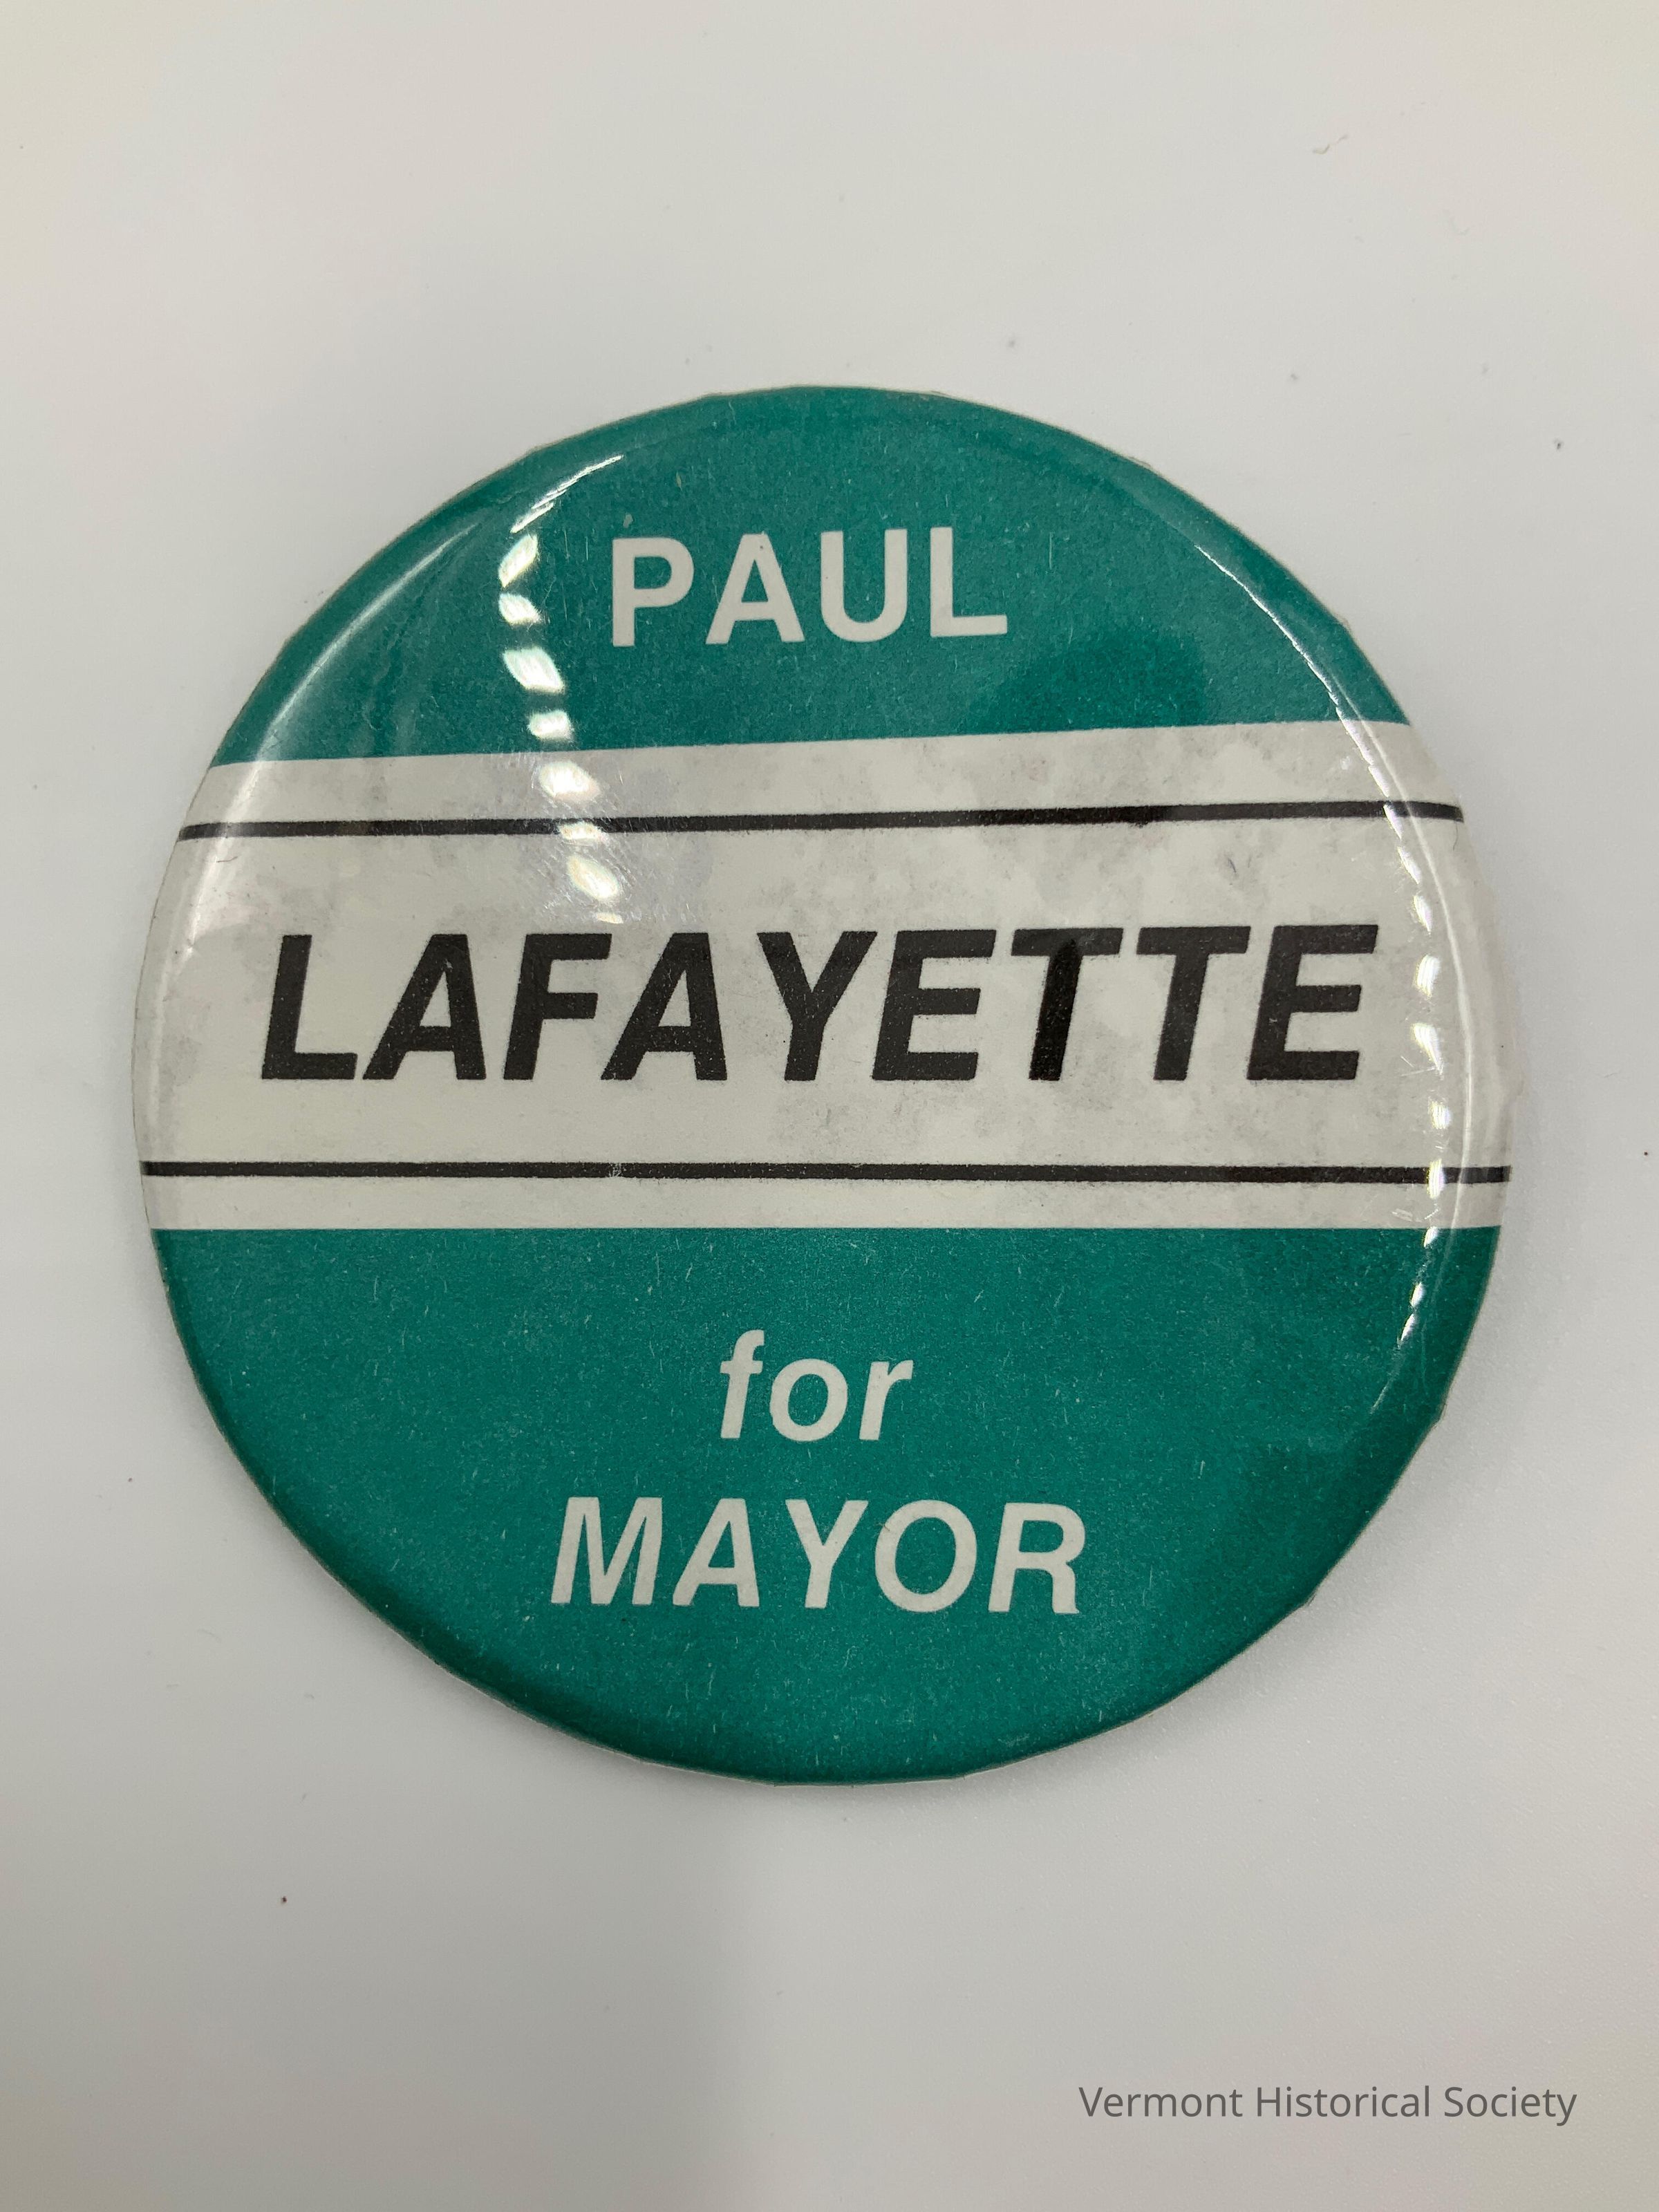 PAUL
LAFAYETTE
for
MAYOR
Vermont Historical Society